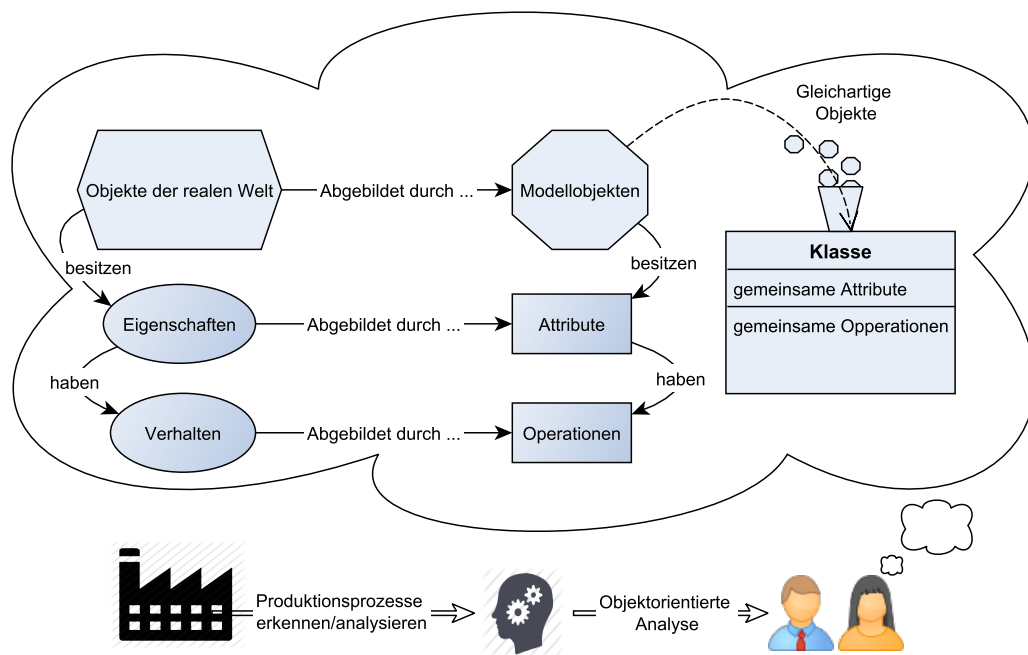 Gleichartige
Objekte
Objekte der realen Welt
Abgebildet durch ...
Modellobjekten
besitzen
besitzen
Klasse
gemeinsame Attribute
gemeinsame Opperationen
Eigenschaften
Abgebildet durch ...
Attribute
haben
haben
Verhalten
Abgebildet durch ...
Operationen
Produktionsprozesse
erkennen/analysieren
Objektorientierte
Analyse